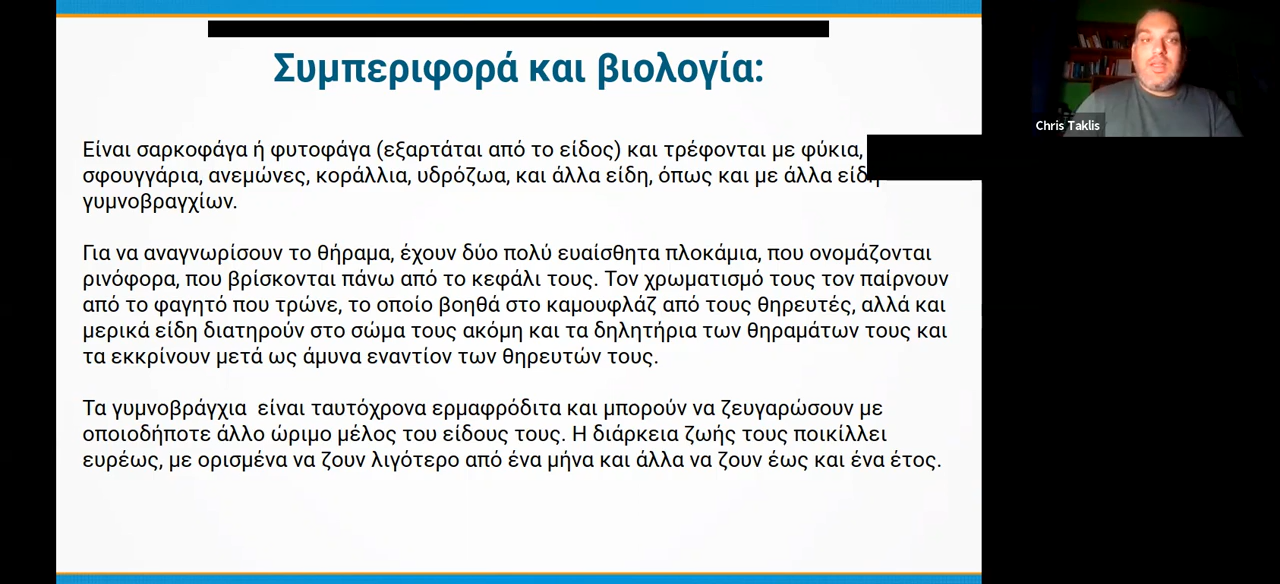 Συμπεριφορά και βιολογία:
Είναι σαρκοφάγα ή φυτοφάγα (εξαρτάται από το είδος) και τρέφονται με φύκια,
σφουγγάρια, ανεμώνες, κοράλλια, υδρόζωα, και άλλα είδη, όπως και με άλλα είδη
γυμνοβραγχίων.
Για να αναγνωρίσουν το θήραμα, έχουν δύο πολύ ευαίσθητα πλοκάμια, που ονομάζονται
ρινόφορα, που βρίσκονται πάνω από το κεφάλι τους. Τον χρωματισμό τους τον παίρνουν
από το φαγητό που τρώνε, το οποίο βοηθά στο καμουφλάζ από τους θηρευτές, αλλά και
μερικά είδη διατηρούν στο σώμα τους ακόμη και τα δηλητήρια των θηραμάτων τους και
τα εκκρίνουν μετά ως άμυνα εναντίον των θηρευτών τους.
Τα γυμνοβράγχια είναι ταυτόχρονα ερμαφρόδιτα και μπορούν να ζευγαρώσουν με
οποιοδήποτε άλλο ώριμο μέλος του είδους τους. Η διάρκεια ζωής τους ποικίλλει
ευρέως, με ορισμένα να ζουν λιγότερο από ένα μήνα και άλλα να ζουν έως και ένα έτος.
Chris Taklis